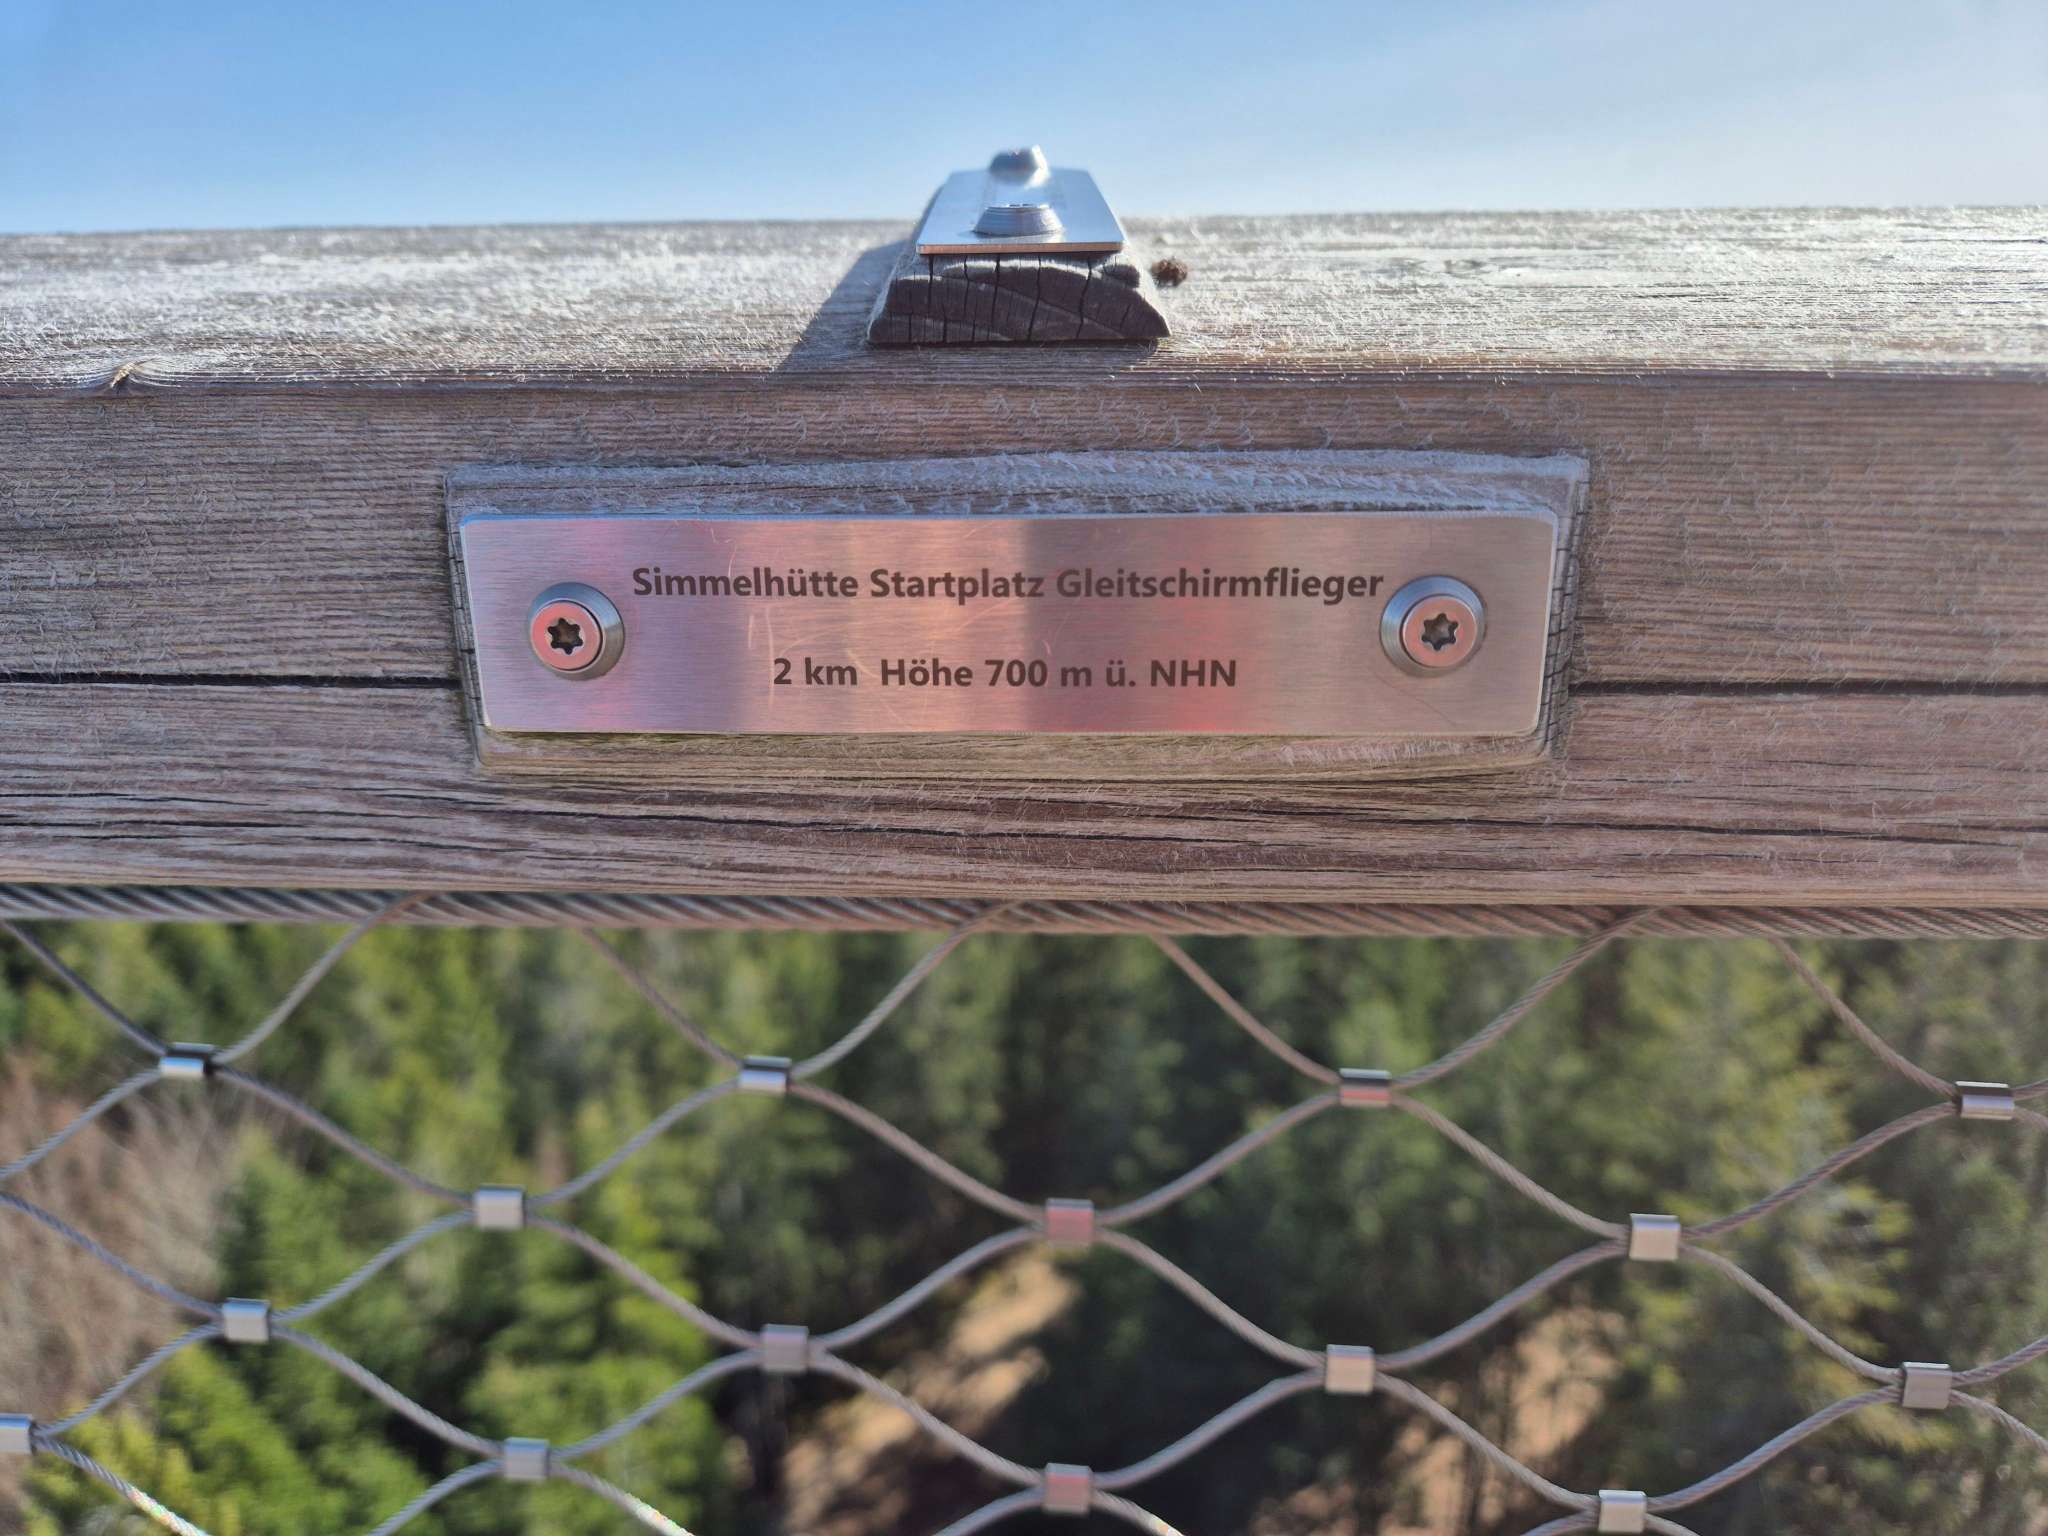 Simmelhütte Startplatz Gleitschirmflieger
2 km Höhe 700 m ü. NHN